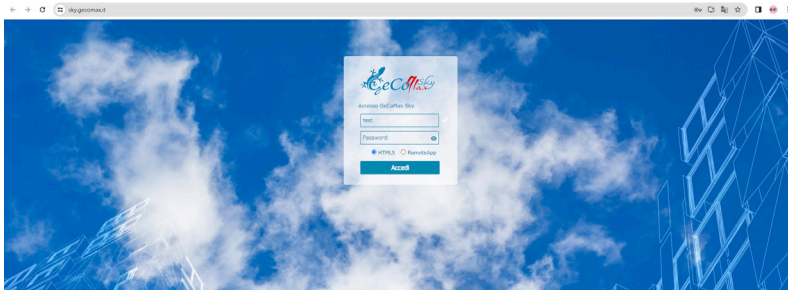 sky.gecomax.it
GeCoMax Sky
Accesso GeCoMax Sky
test
Password:
HTML5 RemoteApp
Accedi